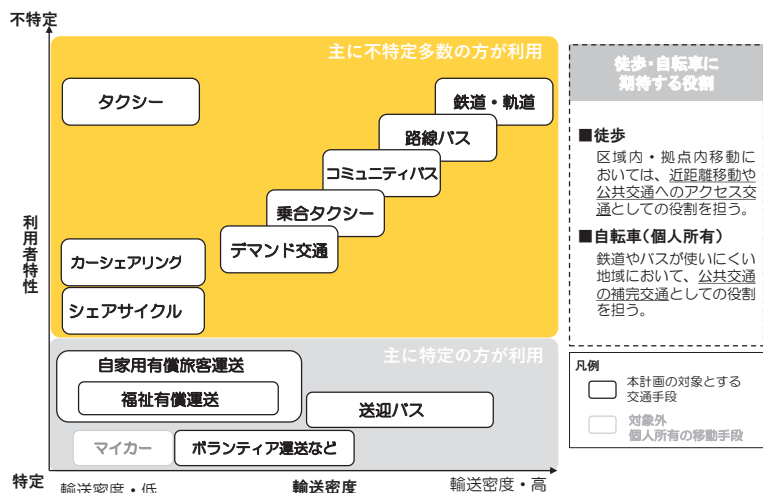 不特定
主に不特定多数の方が利用
タクシー
鉄道・軌道
路線バス
コミュニティバス
乗合タクシー
デマンド交通
カーシェアリング
シェアサイクル
利用者特性
主に特定の方が利用
自家用有償旅客運送
福祉有償運送
送迎バス
マイカー
ボランティア運送など
特定
輸送密度・低
輸送密度
輸送密度・高
徒歩・自転車に
期待する役割
■徒歩
区域内・拠点内移動に
おいては、近距離移動や
公共交通へのアクセス交
通としての役割を担う。
■自転車(個人所有)
鉄道やバスが使いにくい
地域において、公共交通
の補完交通としての役割
を担う。
凡例
本計画の対象とする
交通手段
対象外
個人所有の移動手段